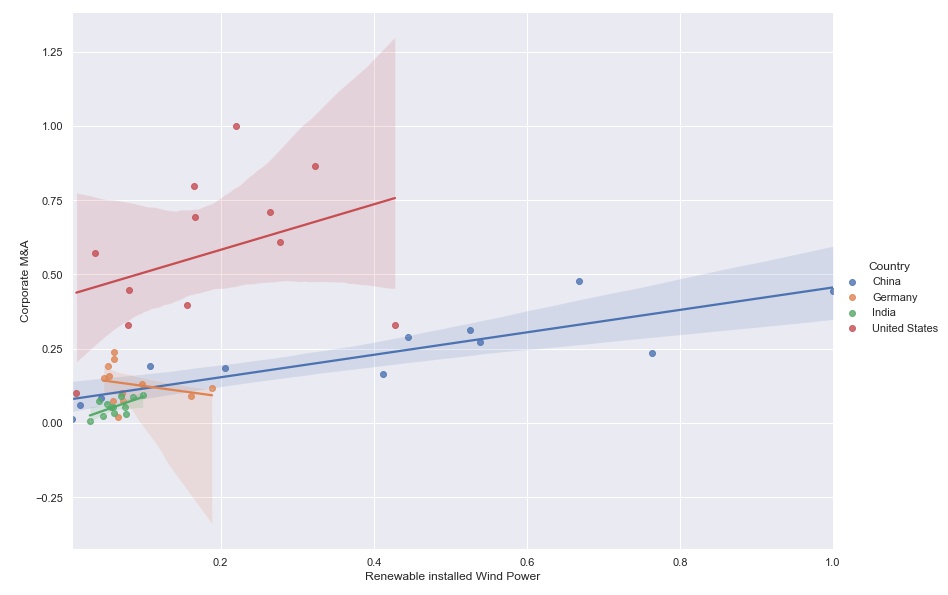 1.25
1.00
0.75
0.50
0.25
0.00
−0.25
Corporate M&A
0.2 0.4 0.6 0.8 1.0
Renewable installed Wind Power
Country
China
Germany
India
United States